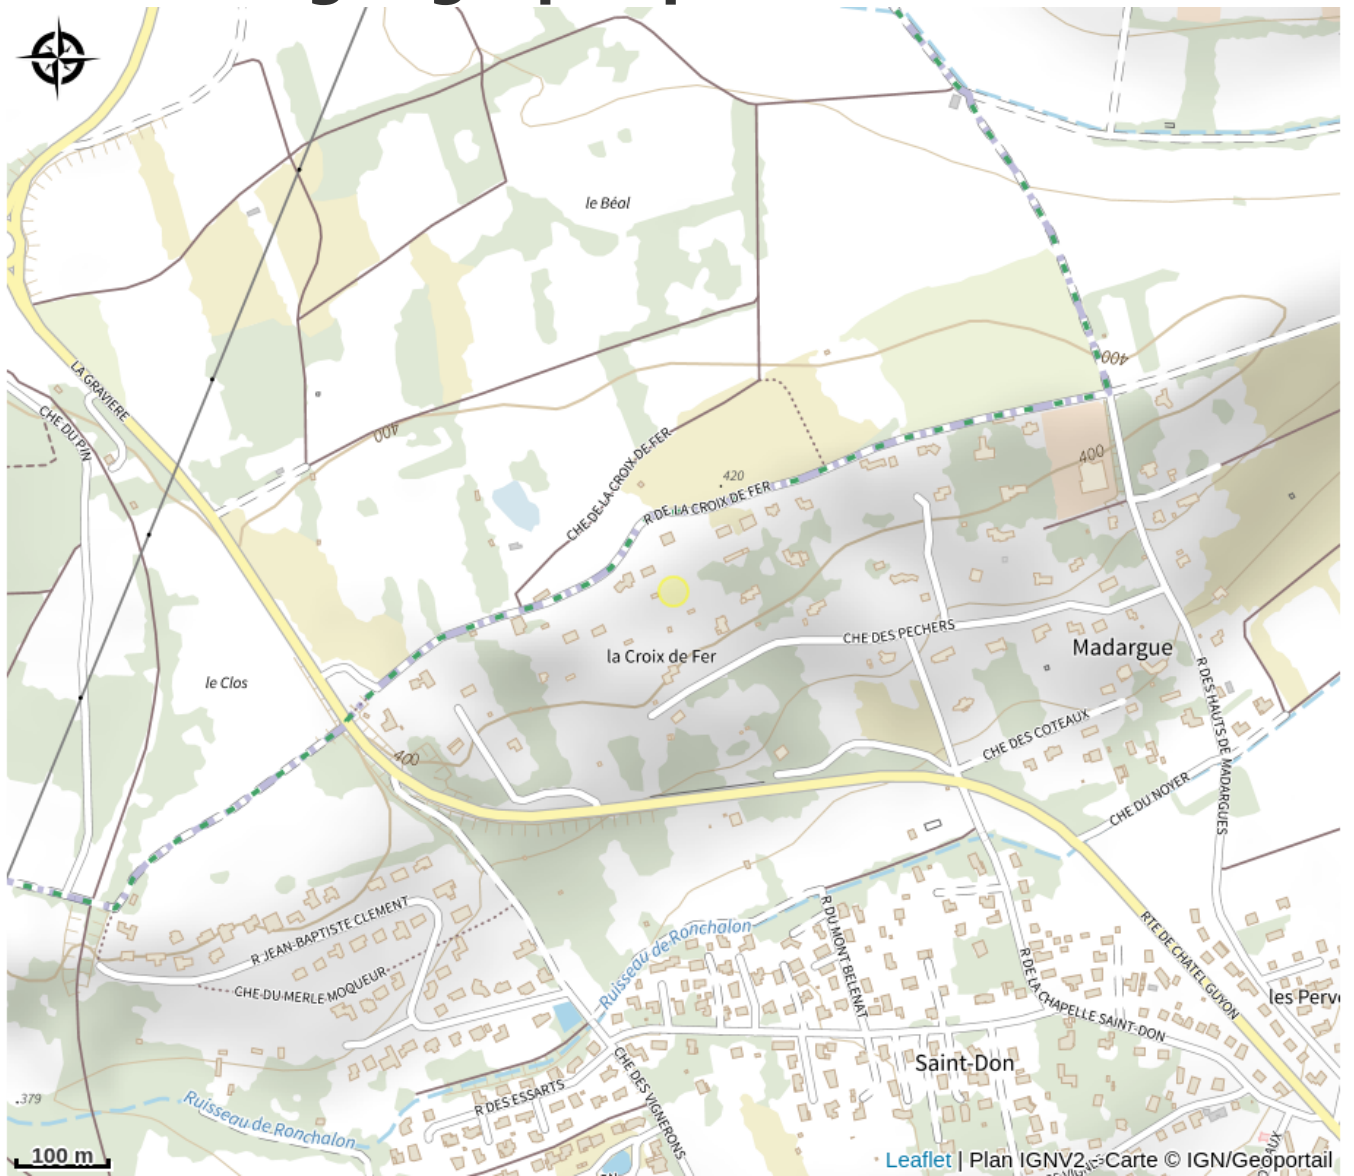 le Béal
LA GRAVIERE
400
CHE DU PIN
400
CHE-DE-LA-CROIX-DE-FER
420
400
R DE LA CROIX DE FER
CHE DES PECHERS
la Croix de Fer
Madargue
le Clos
R DES HAUTS DE MADARGUES
CHE DES COTEAUX
400
CHE DU NOYER
R JEAN-BAPTISTE CLEMENT
R DU MONT BELENAT
RTE DE CHATEL GUYON
Ruisseau de Ronchalon
CHE DU MERLE MOQUEUR
R DE LA CHAPELLE SAINT-DON
les Perv
Saint-Don
.379
Ruisseau de Ronchalon
R DES ESSARTS
CHE DES VIGNERONS
100 m
Leaflet | Plan IGNV2 - Carte © IGN/Geoportail